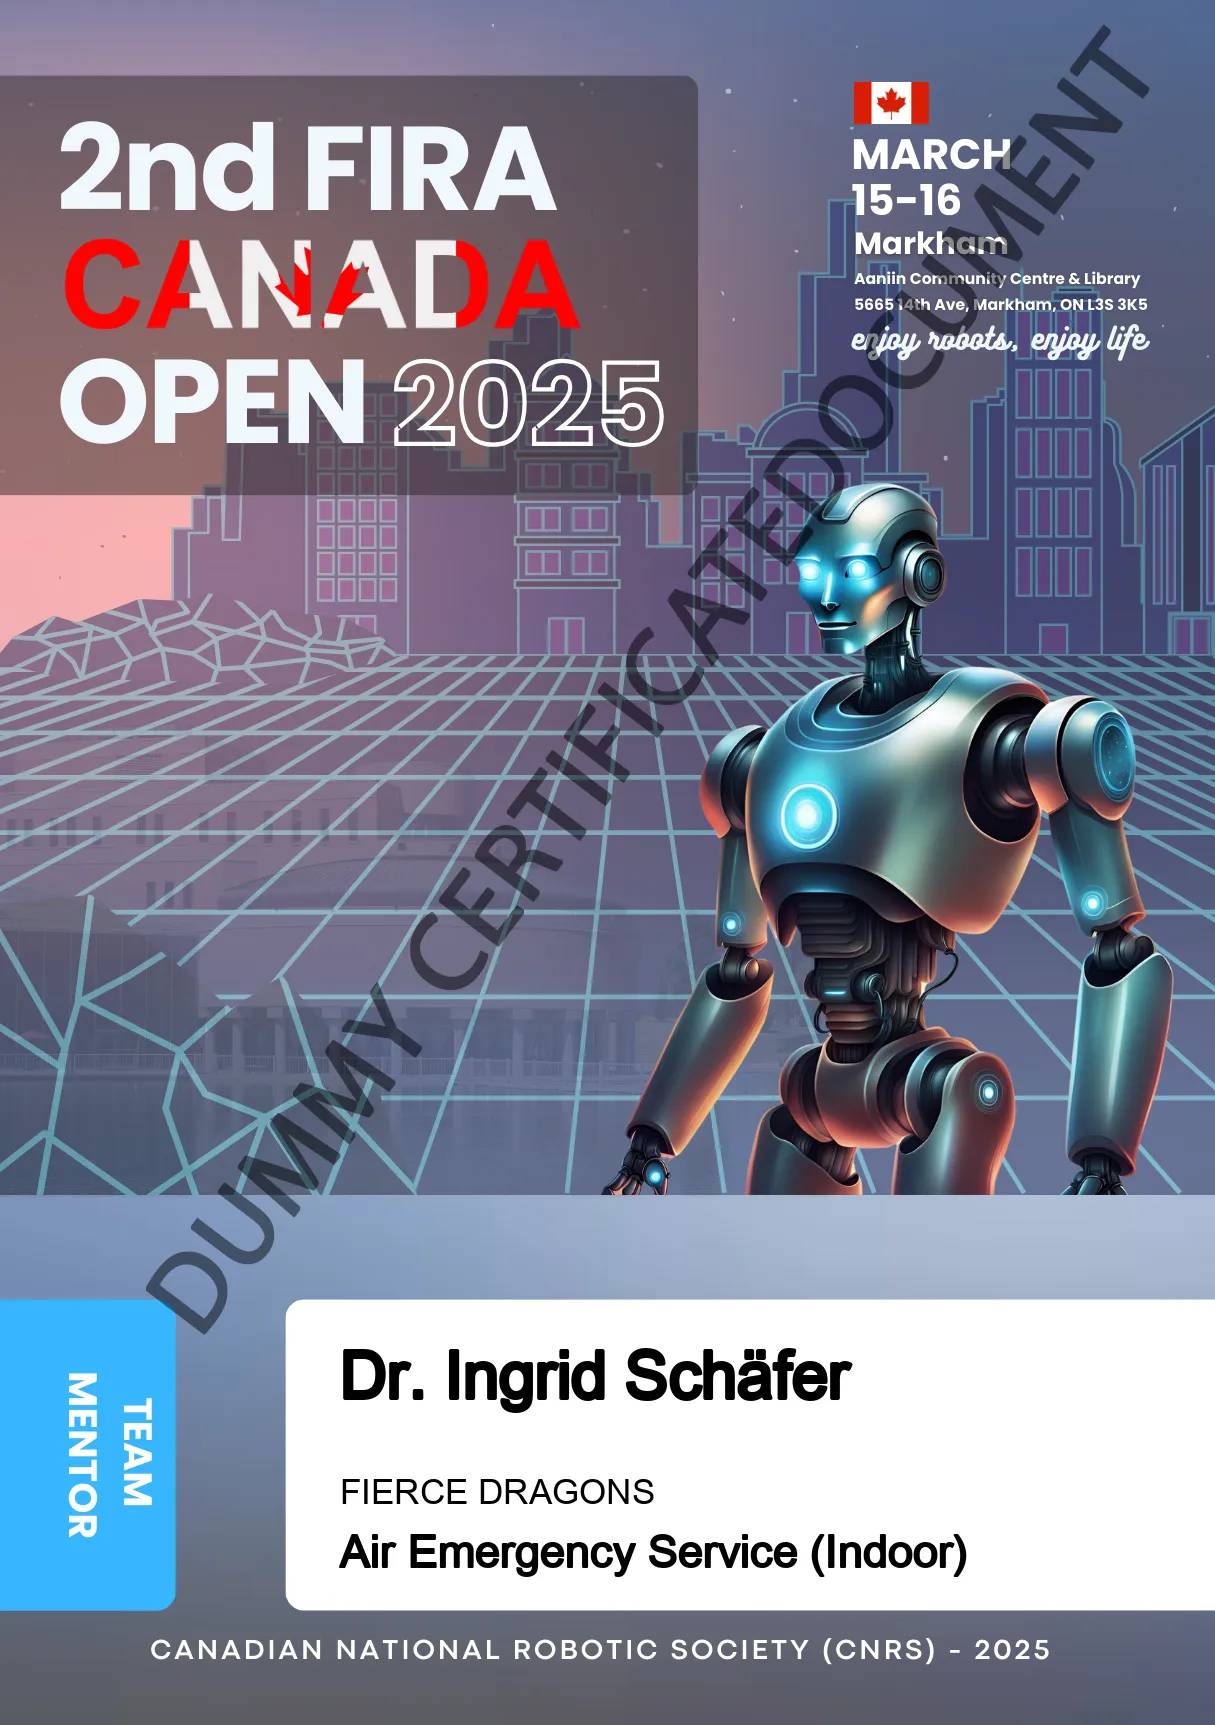 2nd FIRA
CANADA
OPEN 2025
MARCH
15-16
Markham
Aaniin Community Centre & Library
5665 14th Ave, Markham, ON L3S 3K5
enjoy robots, enjoy life
DUMMY CERTIFICATEDOCUMENT
TEAM
MENTOR
Dr. Ingrid Schäfer
FIERCE DRAGONS
Air Emergency Service (Indoor)
CANADIAN NATIONAL ROBOTIC SOCIETY (CNRS) - 2025